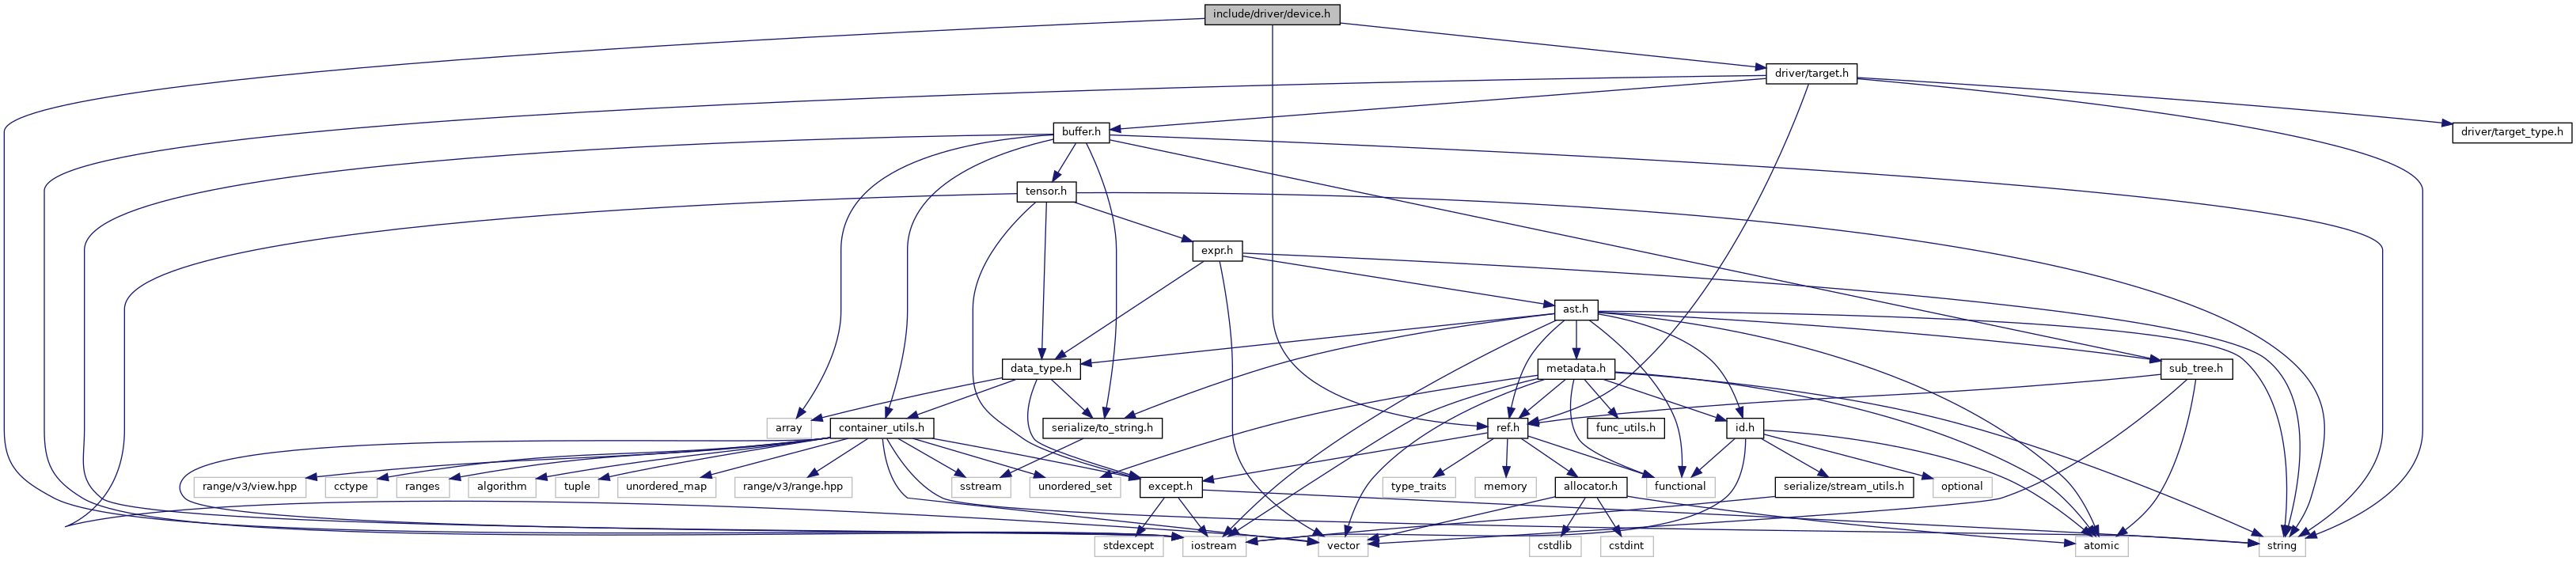 include/driver/device.h
driver/target.h
buffer.h
driver/target_type.h
tensor.h
expr.h
ast.h
data_type.h
metadata.h
sub_tree.h
array
container_utils.h
serialize/to_string.h
ref.h
func_utils.h
id.h
range/v3/view.hpp
cctype
ranges
algorithm
tuple
unordered_map
range/v3/range.hpp
sstream
unordered_set
except.h
type_traits
memory
allocator.h
functional
serialize/stream_utils.h
optional
stdexcept
iostream
vector
cstdlib
cstdint
atomic
string